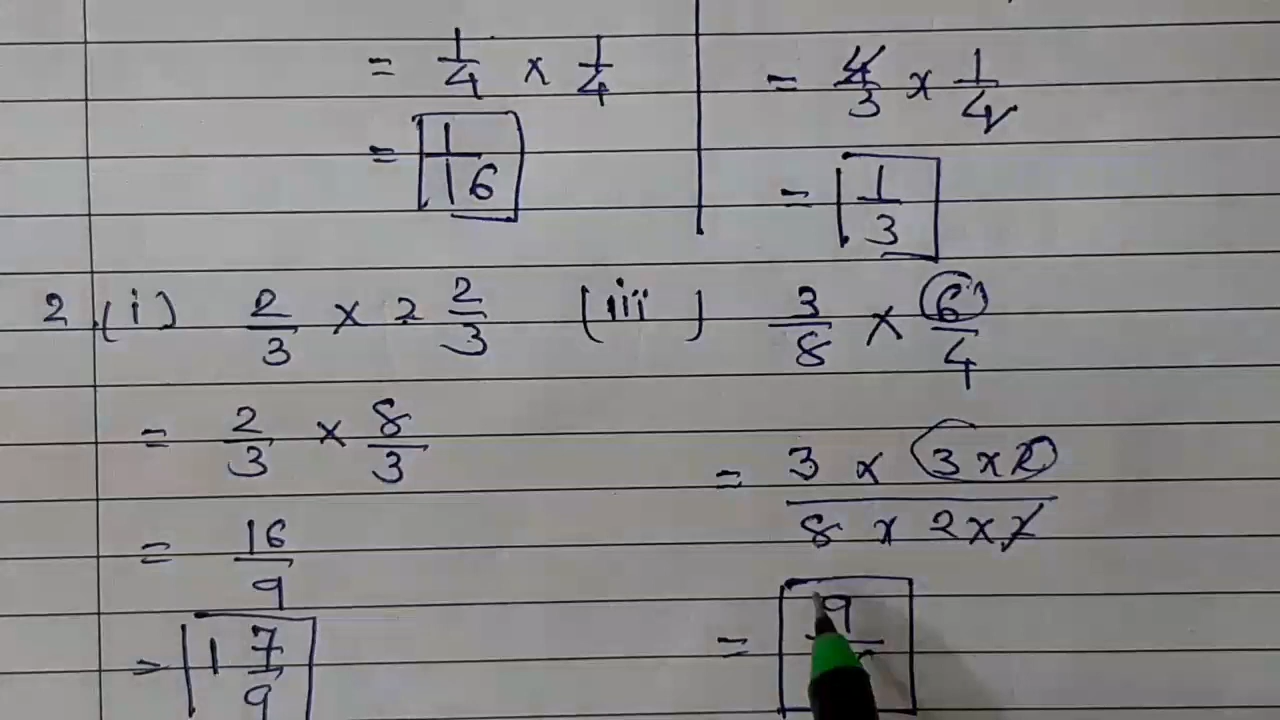 = 1/4 × 1/4
= 1/16
= 4/3 × 1/4
= 1/3
2 (i) 2/3 × 2 2/3
= 2/3 × 8/3
= 16/9
= 1 7/9
(iii) 3/8 × 6/4
= 3 × 3 × 2 / 8 × 2 × 2
= 9